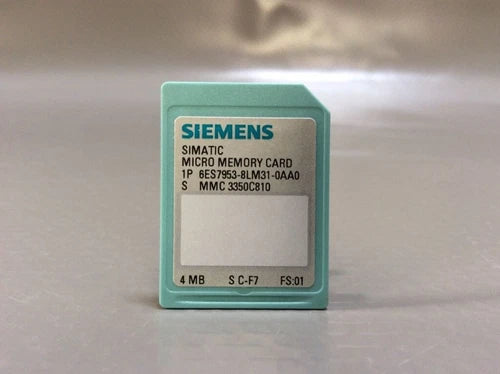 SIEMENS
SIMATIC
MICRO MEMORY CARD
1P 6ES7953-8LM31-0AA0
S MMC 3350C810
4 MB S C-F7 FS:01